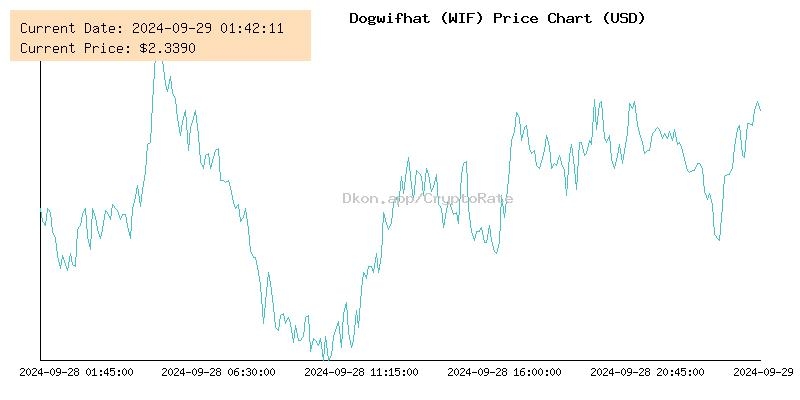 Dogwifhat (WIF) Price Chart (USD)
Current Date: 2024-09-29 01:42:11
Current Price: $2.3390
Dkon.app/CryptoRate
2024-09-28 01:45:00
2024-09-28 06:30:00
2024-09-28 11:15:00
2024-09-28 16:00:00
2024-09-28 20:45:00
2024-09-29